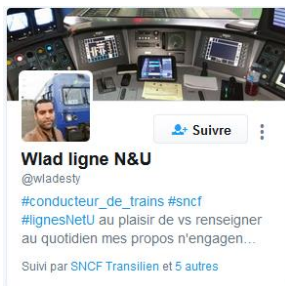 Suivre
Wlad ligne N&U
@wladesty
#conducteur_de_trains #sncf
#lignesNetU au plaisir de vs renseigner
au quotidien mes propos n'engagen…
Suivi par SNCF Transilien et 5 autres